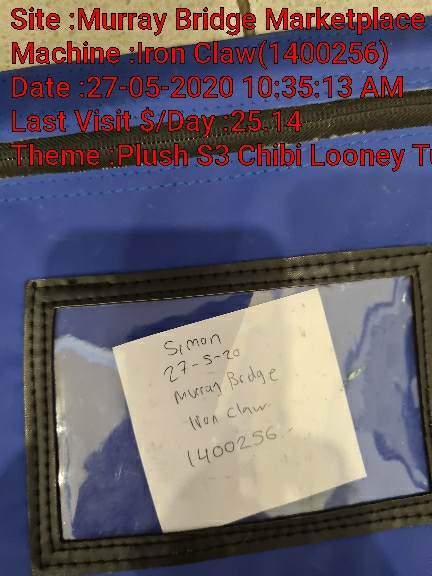 Site :Murray Bridge Marketplace
Machine :Iron Claw(1400256)
Date :27-05-2020 10:35:13 AM
Last Visit $/Day :25.14
Theme :Plush S3 Chibi Looney Tu
Simon
27-5-20
Murray Bridge
Iron Claw
1400256